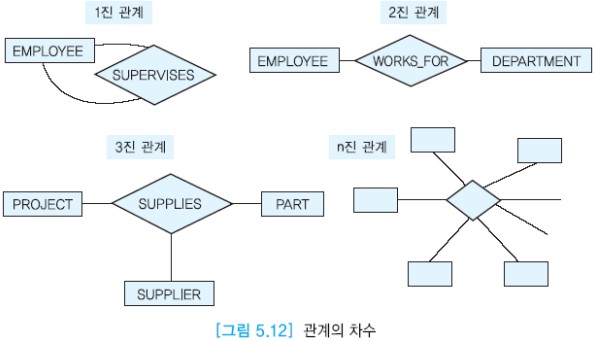 1진 관계
EMPLOYEE
SUPERVISES
2진 관계
EMPLOYEE
WORKS_FOR
DEPARTMENT
3진 관계
PROJECT
SUPPLIES
PART
SUPPLIER
n진 관계
[그림 5.12] 관계의 차수